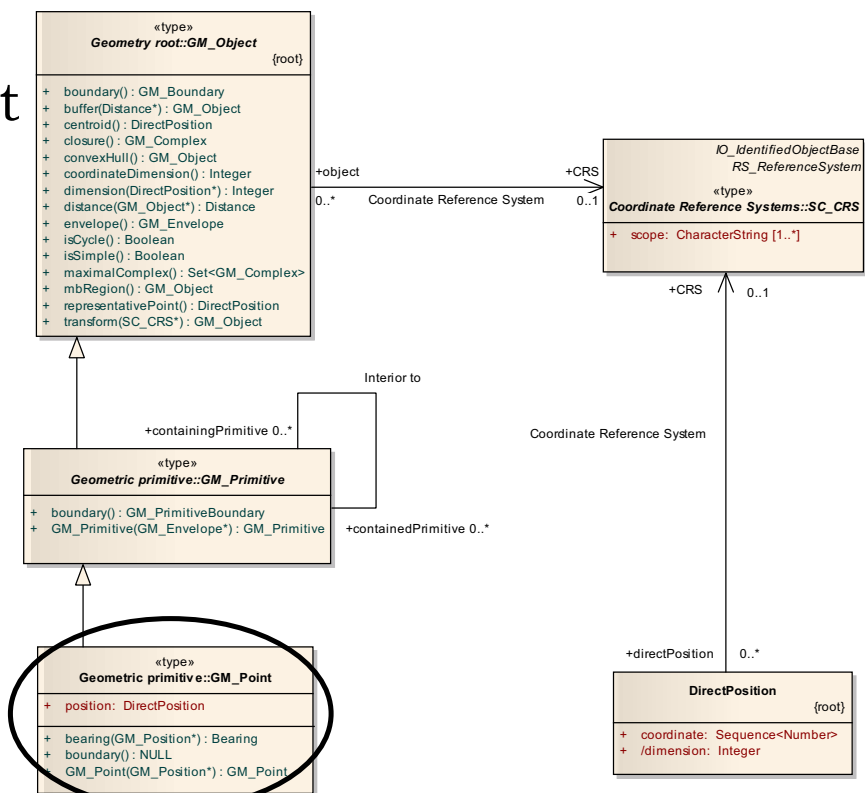 t
«type»
Geometry root::GM_Object
{root}
+ boundary() : GM_Boundary
+ buffer(Distance*) : GM_Object
+ centroid() : DirectPosition
+ closure() : GM_Complex
+ convexHull() : GM_Object
+ coordinateDimension() : Integer
+ dimension(DirectPosition*) : Integer
+ distance(GM_Object*) : Distance
+ envelope() : GM_Envelope
+ isCycle() : Boolean
+ isSimple() : Boolean
+ maximalComplex() : Set<GM_Complex>
+ mbRegion() : GM_Object
+ representativePoint() : DirectPosition
+ transform(SC_CRS*) : GM_Object
+object
+CRS
0..*
Coordinate Reference System
0..1
IO_IdentifiedObjectBase
RS_ReferenceSystem
«type»
Coordinate Reference Systems::SC_CRS
+ scope: CharacterString [1..*]
+CRS
0..1
Interior to
+containingPrimitive 0..*
Coordinate Reference System
«type»
Geometric primitive::GM_Primitive
+ boundary() : GM_PrimitiveBoundary
+ GM_Primitive(GM_Envelope*) : GM_Primitive
+containedPrimitive 0..*
«type»
Geometric primitive::GM_Point
+ position: DirectPosition
+ bearing(GM_Position*) : Bearing
+ boundary() : NULL
+ GM_Point(GM_Position*) : GM_Point
+directPosition
0..*
DirectPosition
{root}
+ coordinate: Sequence<Number>
+ /dimension: Integer